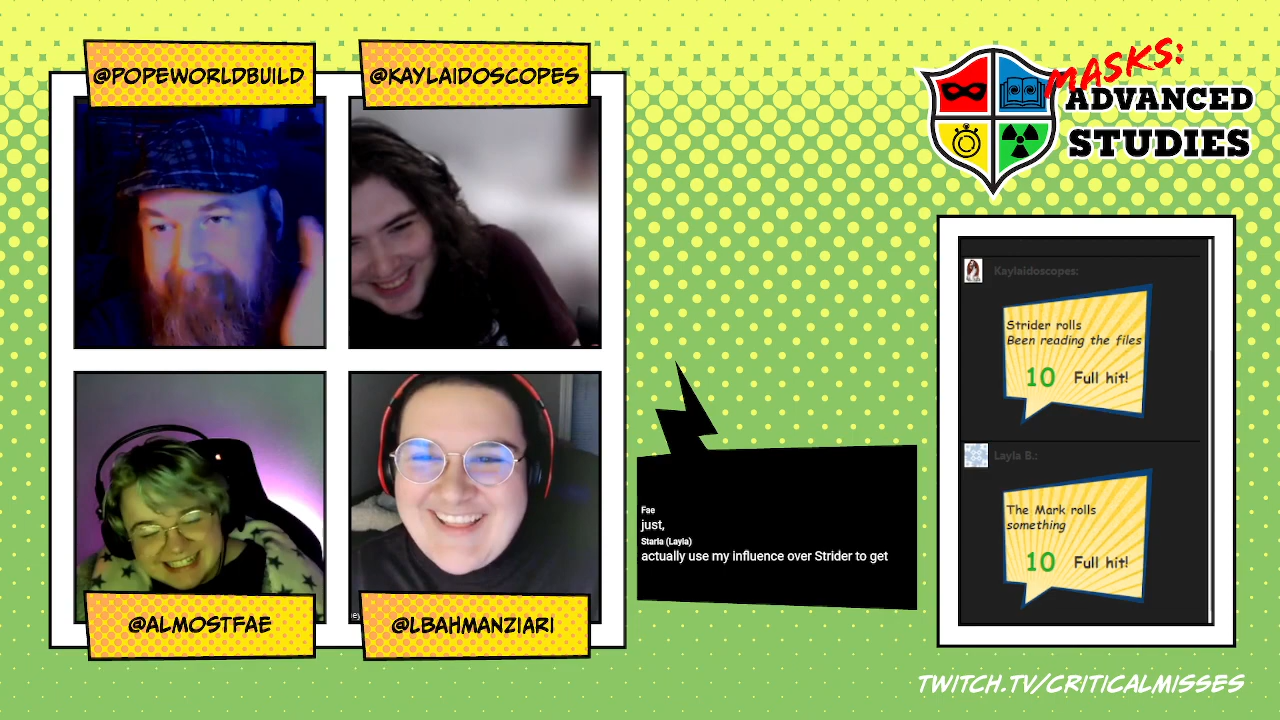 @POPEWORLDBUILD
@KAYLAIDOSCOPES
MASKS:
ADVANCED
STUDIES
Kaylaidoscopes:
Strider rolls
Been reading the files
10 Full hit!
Layla B.:
The Mark rolls
something
10 Full hit!
Fae
just,
Starla (Layla)
actually use my influence over Strider to get
@ALMOSTFAE
@LBAHMANZIARI
TWITCH.TV/CRITICALMISSES